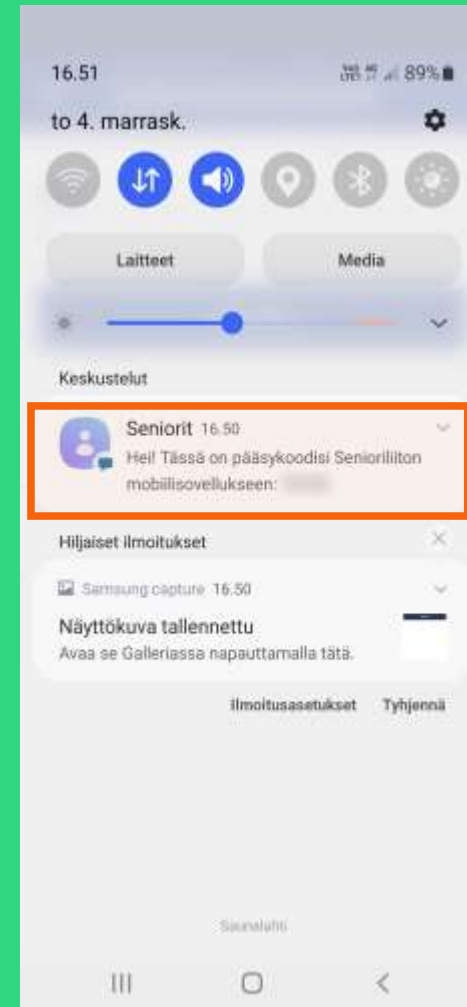 16.51 89%
to 4. marrask.
Laitteet Media
Keskustelut
Seniorit 16.50
Hei! Tässä on pääsykoodisi Senioriliiton
mobiilisovellukseen:
Hiljaiset ilmoitukset
Samsung capture 16.50
Näyttökuva tallennettu
Avaa se Galleriassa napauttamalla tätä.
Ilmoitusasetukset Tyhjennä
Saunalahti